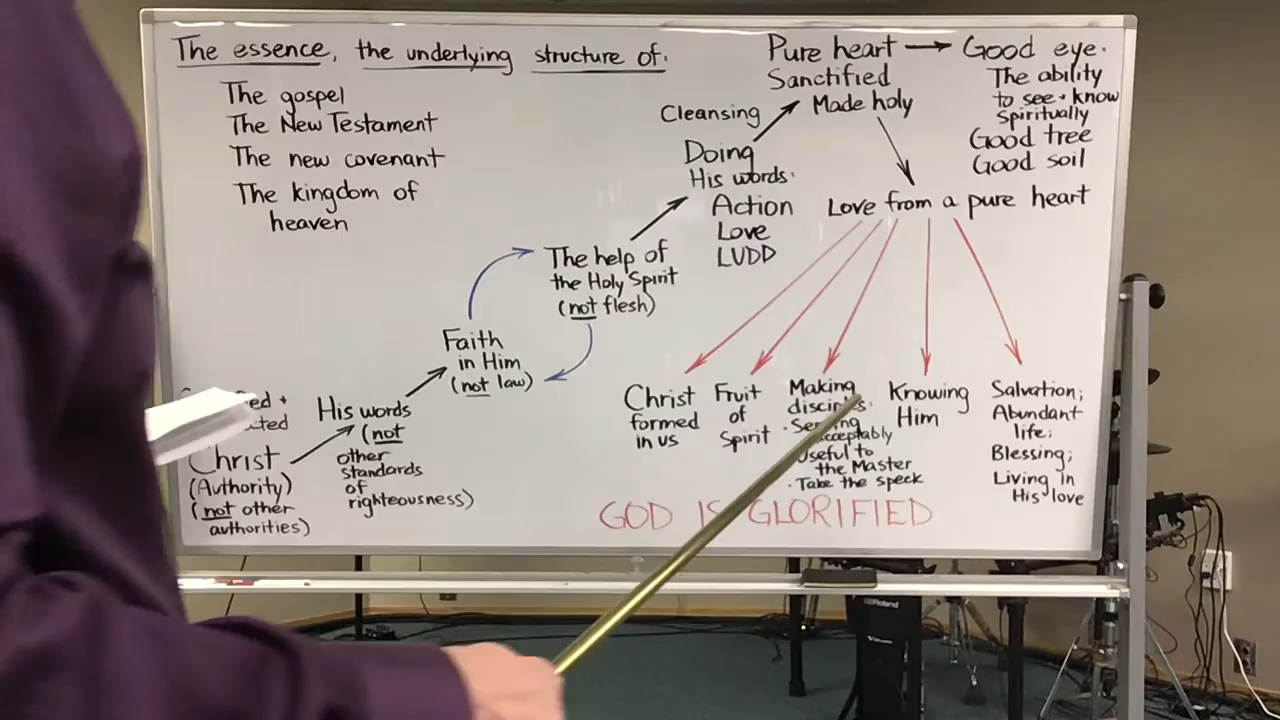 The essence, the underlying structure of:
The gospel
The New Testament
The new covenant
The kingdom of
heaven
Christ
(Authority)
(not other
authorities)
His words
(not
other
standards
of
righteousness)
Faith
in Him
(not law)
The help of
the Holy Spirit
(not flesh)
Doing
His words:
Action
Love
LUDD
Cleansing
Pure heart → Good eye.
Sanctified
Made holy
The ability
to see + know
spiritually
Good tree
Good soil
Love from a pure heart
Christ
formed
in us
Fruit
of
Spirit
Making
disciples.
· Serving
acceptably
Useful to
the Master
· Take the speck
Knowing
Him
Salvation;
Abundant
life;
Blessing;
Living in
His love
GOD IS GLORIFIED
Roland